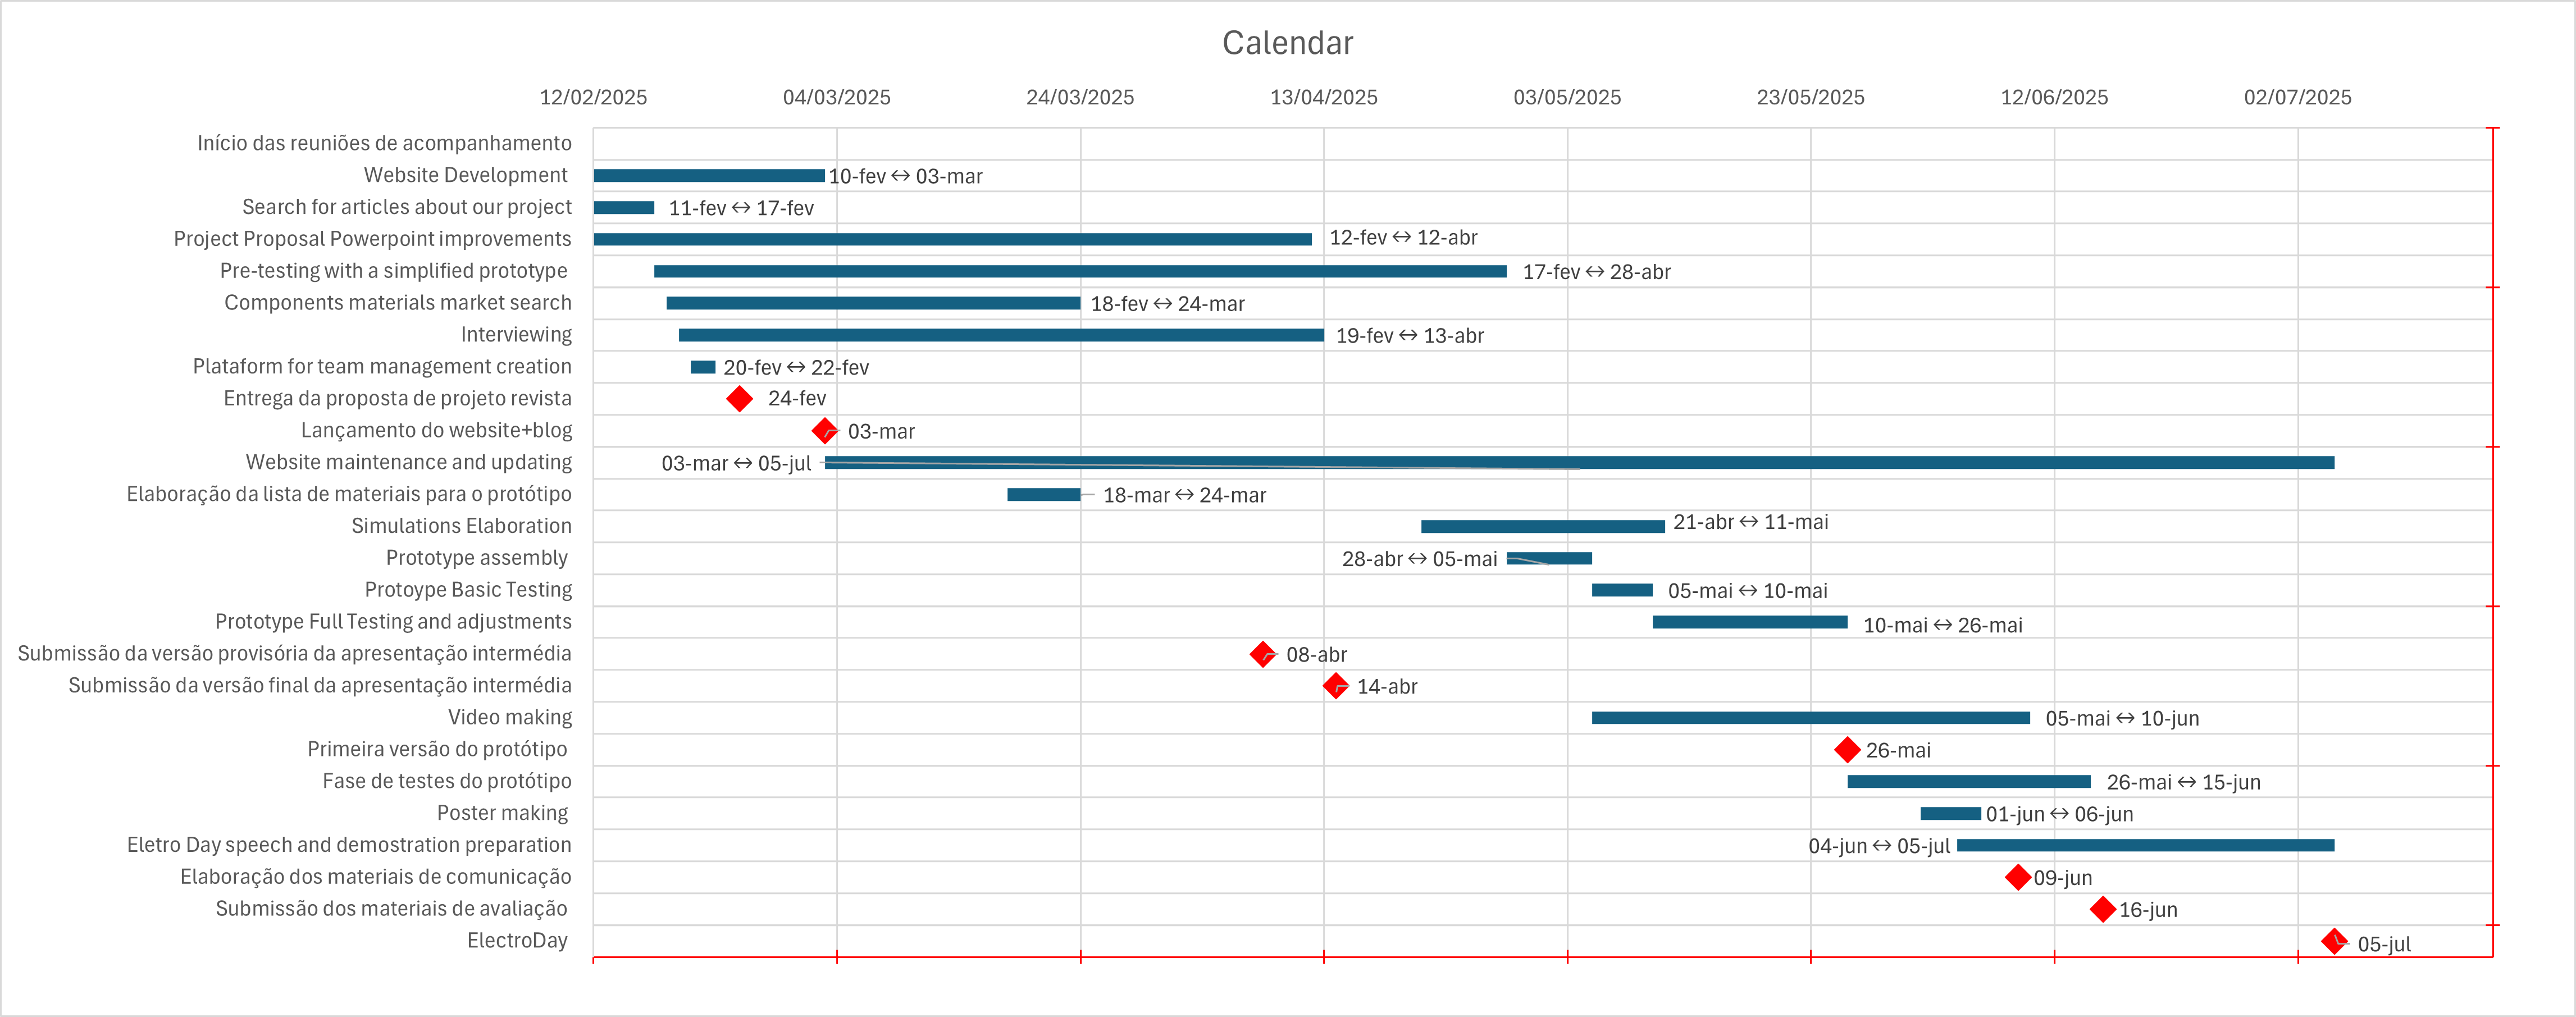 Calendar
12/02/2025 04/03/2025 24/03/2025 13/04/2025 03/05/2025 23/05/2025 12/06/2025 02/07/2025
Início das reuniões de acompanhamento
Website Development 10-fev ↔ 03-mar
Search for articles about our project 11-fev ↔ 17-fev
Project Proposal Powerpoint improvements 12-fev ↔ 12-abr
Pre-testing with a simplified prototype 17-fev ↔ 28-abr
Components materials market search 18-fev ↔ 24-mar
Interviewing 19-fev ↔ 13-abr
Plataform for team management creation 20-fev ↔ 22-fev
Entrega da proposta de projeto revista 24-fev
Lançamento do website+blog 03-mar
Website maintenance and updating 03-mar ↔ 05-jul
Elaboração da lista de materiais para o protótipo 18-mar ↔ 24-mar
Simulations Elaboration 21-abr ↔ 11-mai
Prototype assembly 28-abr ↔ 05-mai
Protoype Basic Testing 05-mai ↔ 10-mai
Prototype Full Testing and adjustments 10-mai ↔ 26-mai
Submissão da versão provisória da apresentação intermédia 08-abr
Submissão da versão final da apresentação intermédia 14-abr
Video making 05-mai ↔ 10-jun
Primeira versão do protótipo 26-mai
Fase de testes do protótipo 26-mai ↔ 15-jun
Poster making 01-jun ↔ 06-jun
Eletro Day speech and demostration preparation 04-jun ↔ 05-jul
Elaboração dos materiais de comunicação 09-jun
Submissão dos materiais de avaliação 16-jun
ElectroDay 05-jul